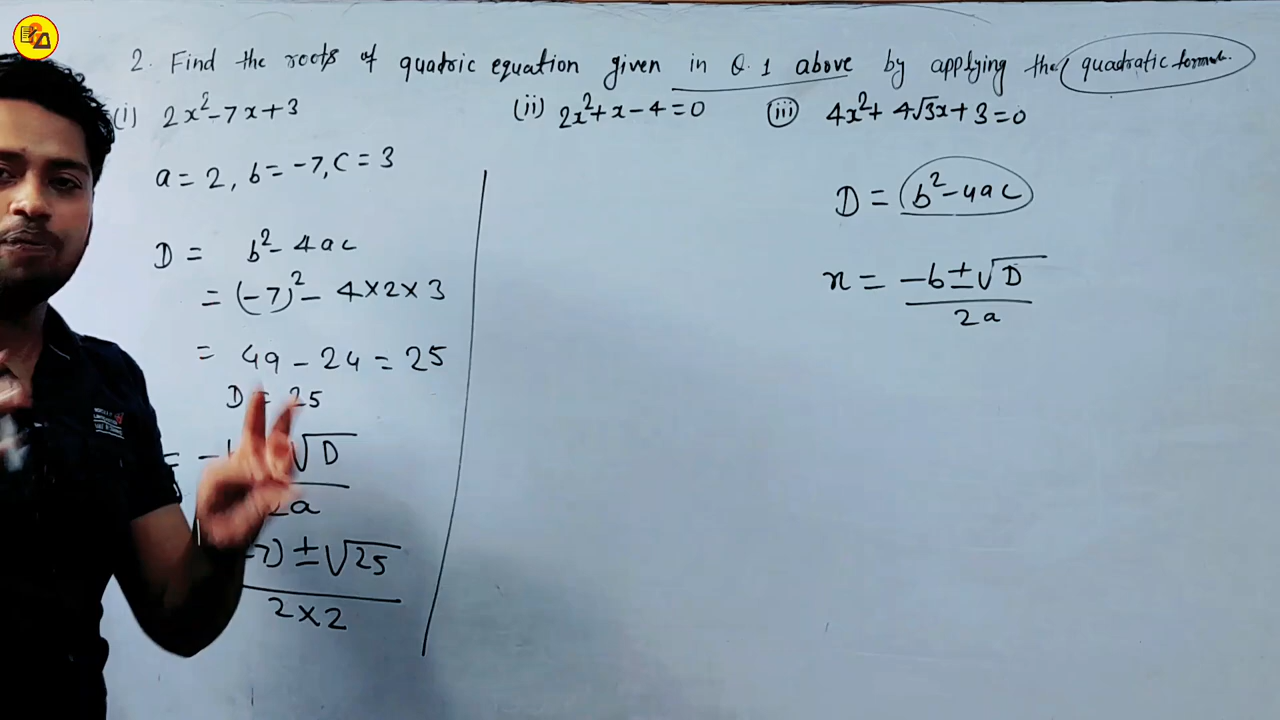 2. Find the roots of quadric equation given in Q.1 above by applying the quadratic formula.
(i) 2x²-7x+3
(ii) 2x²+x-4=0
(iii) 4x²+4√3x+3=0
a=2, b=-7, C=3
D = b²-4ac
= (-7)²-4×2×3
= 49-24=25
D = 25
= - √D
2a
7) ± √25
2×2
D = b²-4ac
x = -b±√D
2a